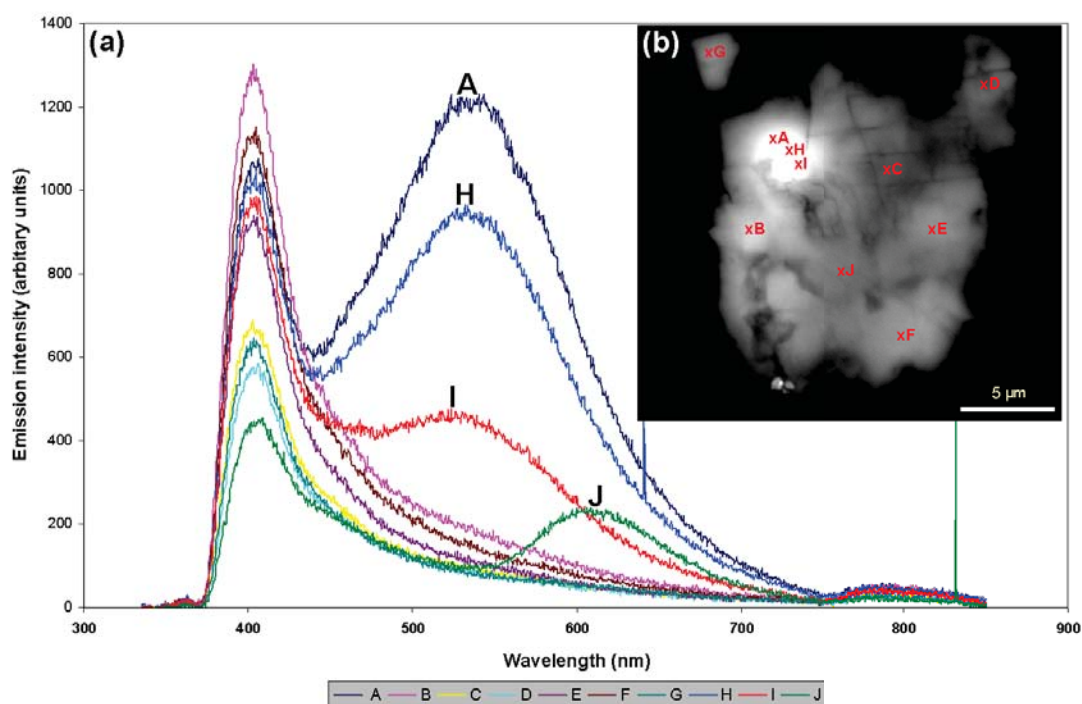 (a)
(b)
1400
1200
1000
800
600
400
200
0
Emission intensity (arbitary units)
A
H
I
J
xG
xD
xA
xH
xI
xC
xB
xE
xJ
xF
5 µm
300 400 500 600 700 800 900
Wavelength (nm)
A B C D E F G H I J